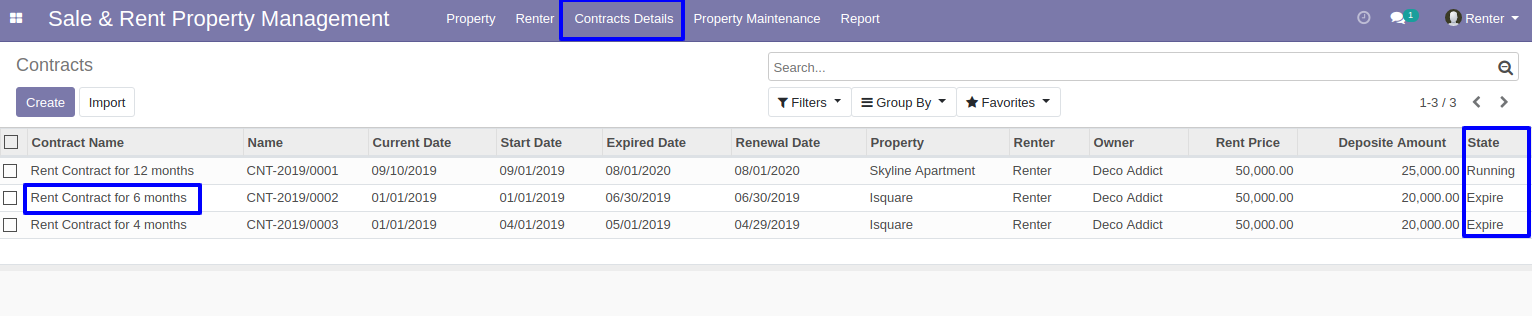 Sale & Rent Property Management Property Renter Contracts Details Property Maintenance Report 1 Renter
Contracts
Search...
Create Import Filters Group By Favorites 1-3 / 3
Contract Name Name Current Date Start Date Expired Date Renewal Date Property Renter Owner Rent Price Deposite Amount State
Rent Contract for 12 months CNT-2019/0001 09/10/2019 09/01/2019 08/01/2020 08/01/2020 Skyline Apartment Renter Deco Addict 50,000.00 25,000.00 Running
Rent Contract for 6 months CNT-2019/0002 01/01/2019 01/01/2019 06/30/2019 06/30/2019 Isquare Renter Deco Addict 50,000.00 20,000.00 Expire
Rent Contract for 4 months CNT-2019/0003 01/01/2019 04/01/2019 05/01/2019 04/29/2019 Isquare Renter Deco Addict 50,000.00 20,000.00 Expire